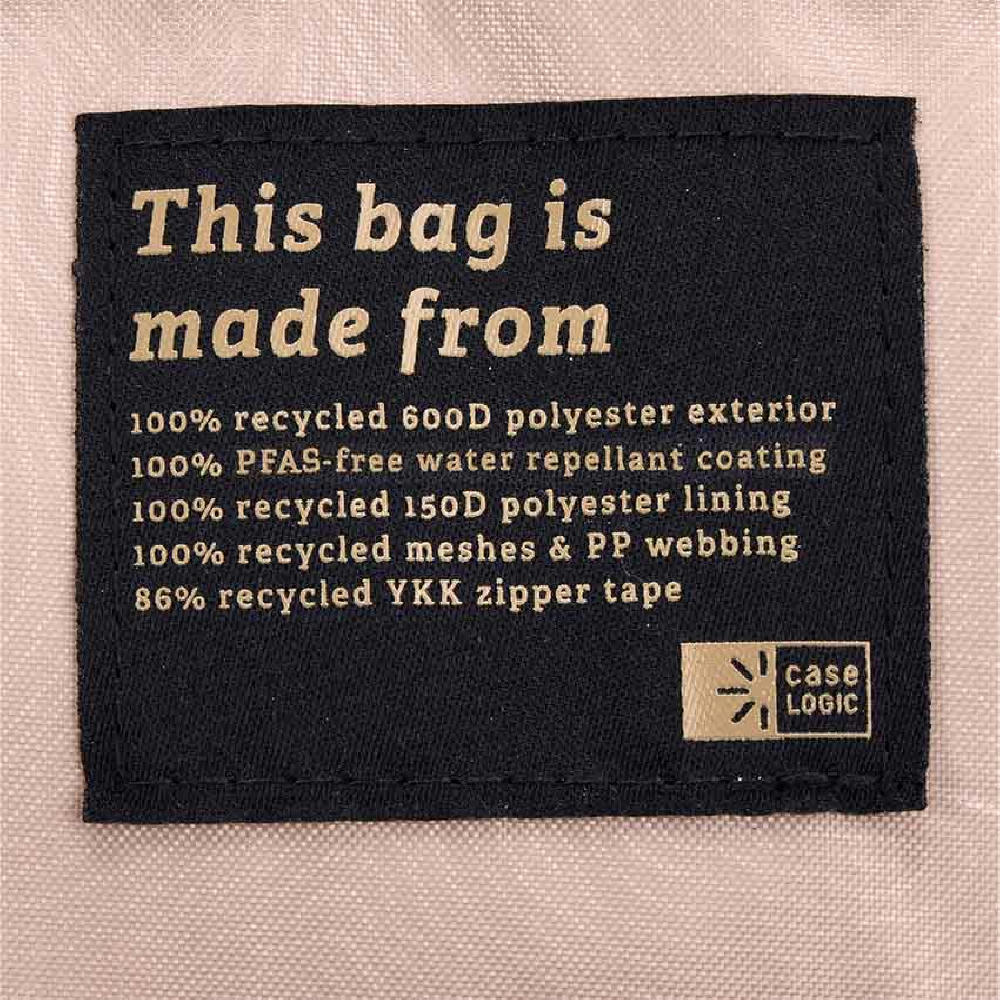 This bag is
made from
100% recycled 600D polyester exterior
100% PFAS-free water repellant coating
100% recycled 150D polyester lining
100% recycled meshes & PP webbing
86% recycled YKK zipper tape
case
LOGIC